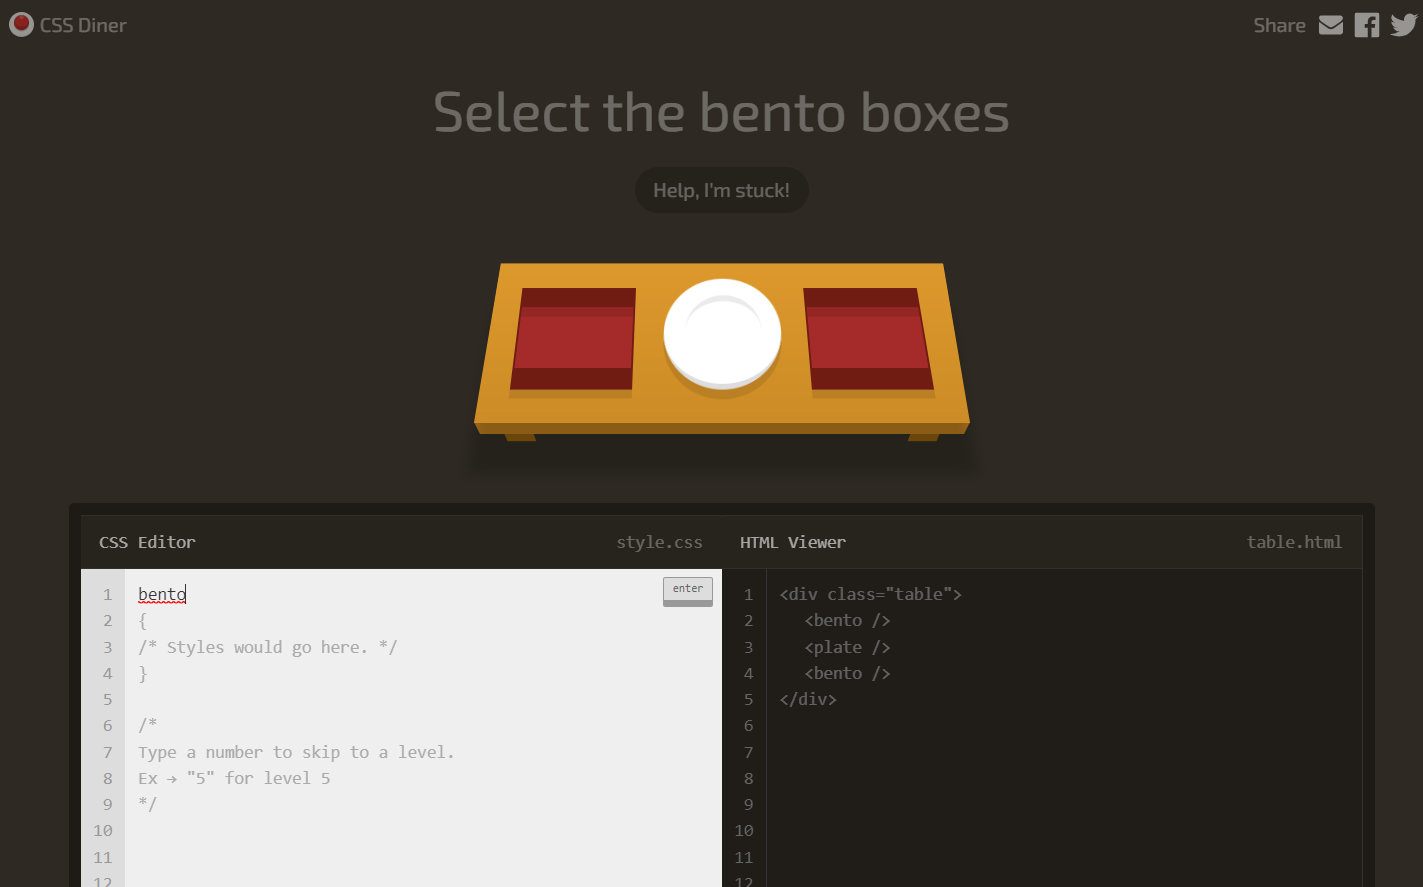 CSS Diner
Share
Select the bento boxes
Help, I'm stuck!
CSS Editor
style.css
HTML Viewer
table.html
1 bento
enter
2 {
3 /* Styles would go here. */
4 }
5
6 /*
7 Type a number to skip to a level.
8 Ex → "5" for level 5
9 */
10
11
12
1 <div class="table">
2 <bento />
3 <plate />
4 <bento />
5 </div>
6
7
8
9
10
11
12